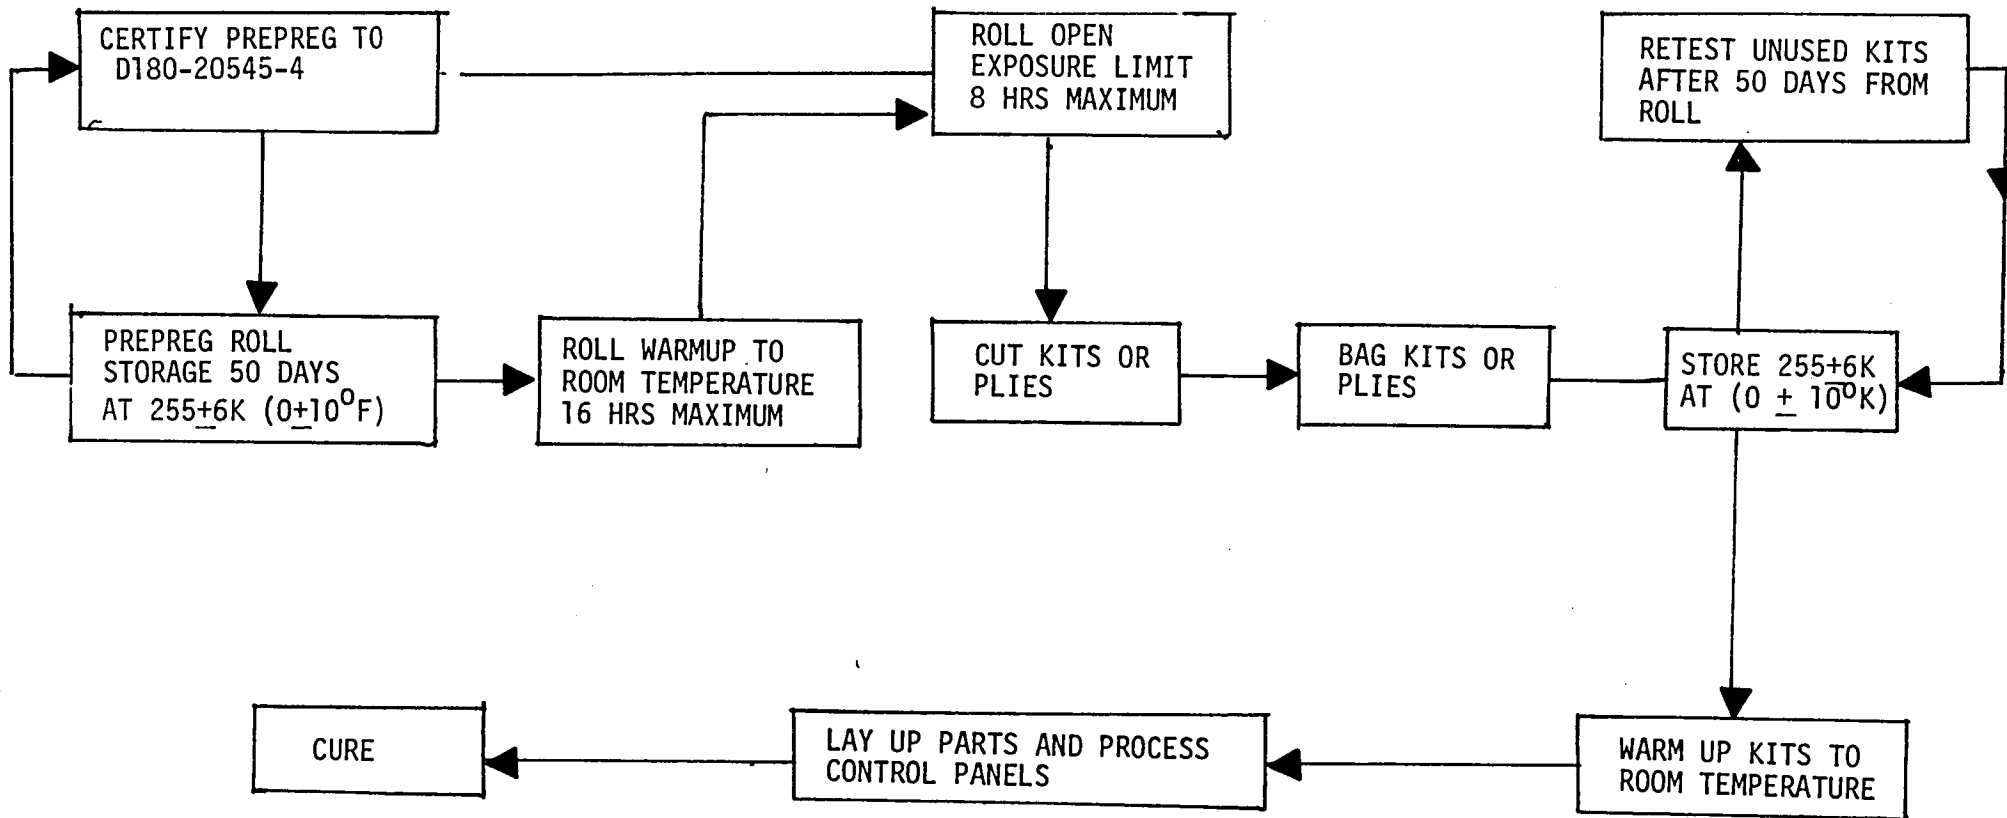 CERTIFY PREPREG TO
D180-20545-4
ROLL OPEN
EXPOSURE LIMIT
8 HRS MAXIMUM
RETEST UNUSED KITS
AFTER 50 DAYS FROM
ROLL
PREPREG ROLL
STORAGE 50 DAYS
AT 255±6K (0±10°F)
ROLL WARMUP TO
ROOM TEMPERATURE
16 HRS MAXIMUM
CUT KITS OR
PLIES
BAG KITS OR
PLIES
STORE 255±6K
AT (0 ± 10°K)
CURE
LAY UP PARTS AND PROCESS
CONTROL PANELS
WARM UP KITS TO
ROOM TEMPERATURE